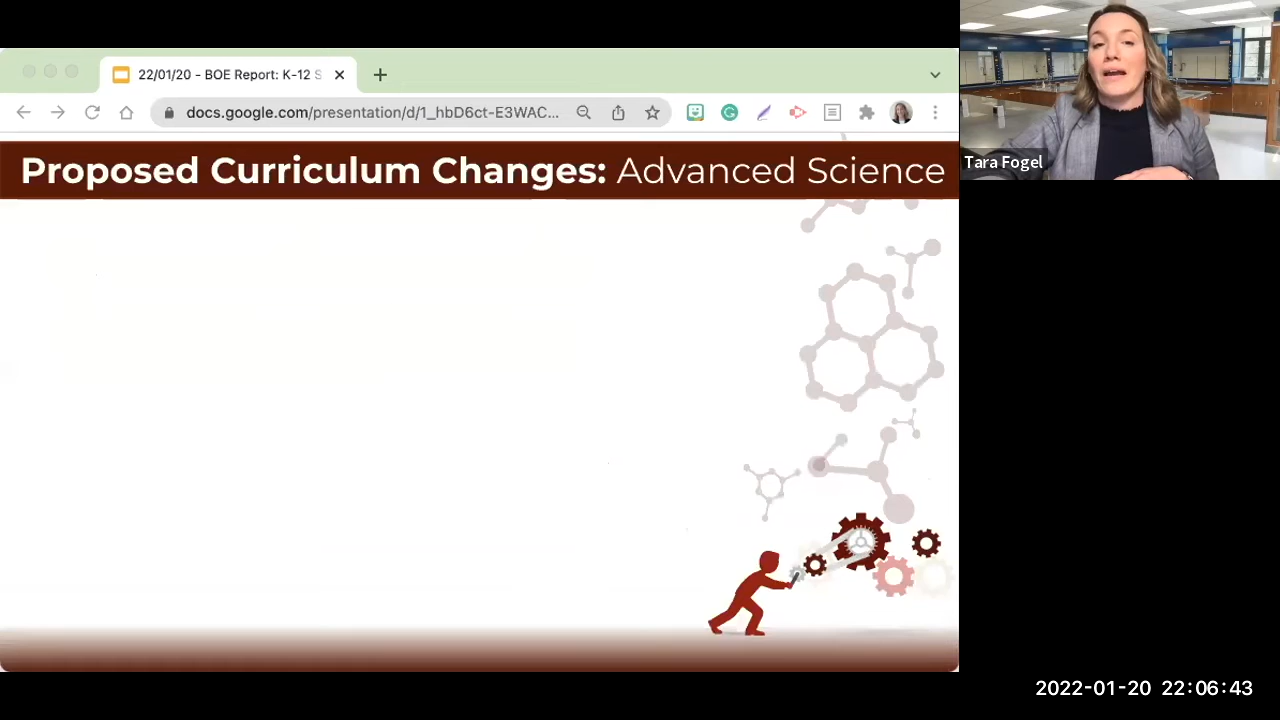 22/01/20 - BOE Report: K-12 S
docs.google.com/presentation/d/1_hbD6ct-E3WAC...
Proposed Curriculum Changes: Advanced Science
Tara Fogel
2022-01-20 22:06:43